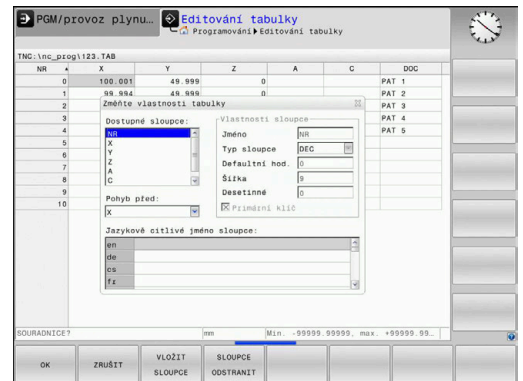 PGM/provoz plynu…
Editování tabulky
Programování▸Editování tabulky
TNC:\nc_prog\123.TAB
NR X Y Z A C DOC
0 100.001 49.999 0 PAT 1
1 99.994 49.999 0 PAT 2
2 PAT 3
3 PAT 4
4 PAT 5
5
6
7
8
9
10
Změňte vlastnosti tabulky
Dostupné sloupce:
NR
X
Y
Z
A
C
Pohyb před:
X
Vlastnosti sloupce
Jméno NR
Typ sloupce DEC
Defaultní hod. 0
Šířka 9
Desetinné 0
Primární klíč
Jazykově citlivé jméno sloupce:
en
de
cs
fr
SOURADNICE? mm Min. -99999.99999, max. +99999.99…
OK
ZRUŠIT
VLOŽIT SLOUPCE
SLOUPCE ODSTRANIT